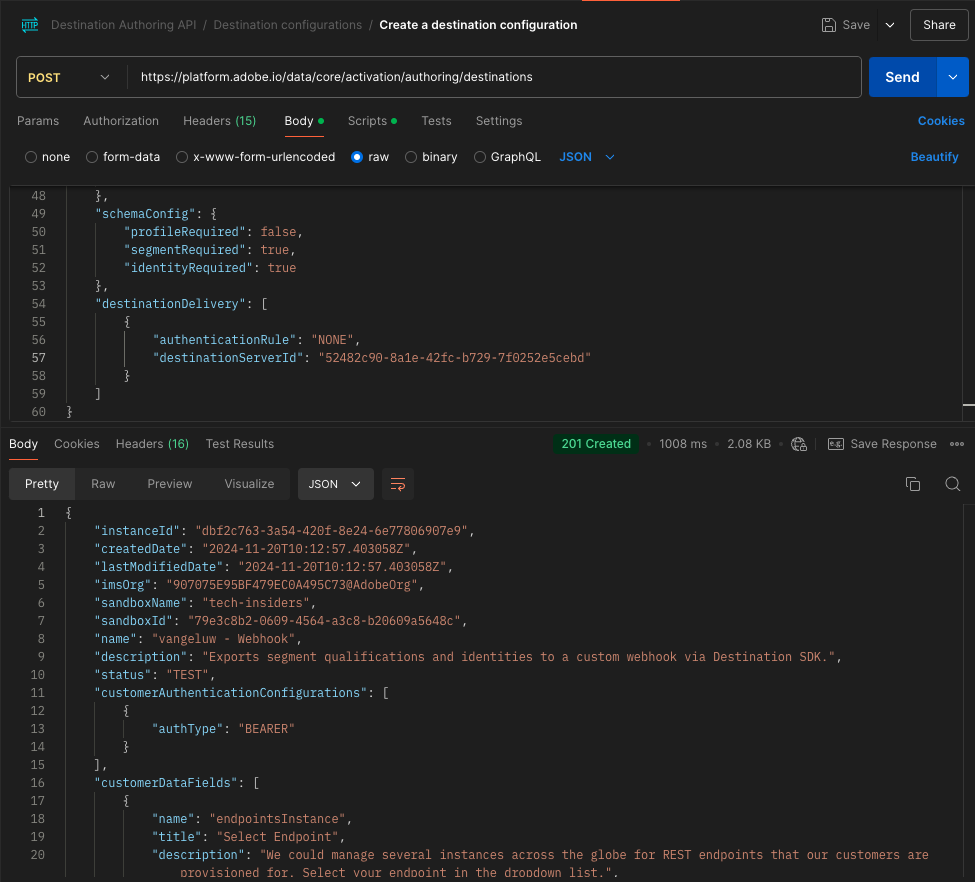 HTTP Destination Authoring API / Destination configurations / Create a destination configuration Save Share
POST https://platform.adobe.io/data/core/activation/authoring/destinations Send
Params Authorization Headers (15) Body Scripts Tests Settings Cookies
none form-data x-www-form-urlencoded raw binary GraphQL JSON Beautify
48 },
49 "schemaConfig": {
50 "profileRequired": false,
51 "segmentRequired": true,
52 "identityRequired": true
53 },
54 "destinationDelivery": [
55 {
56 "authenticationRule": "NONE",
57 "destinationServerId": "52482c90-8a1e-42fc-b729-7f0252e5cebd"
58 }
59 ]
60 }
Body Cookies Headers (16) Test Results 201 Created 1008 ms 2.08 KB e.g. Save Response
Pretty Raw Preview Visualize JSON
1 {
2 "instanceId": "dbf2c763-3a54-420f-8e24-6e77806907e9",
3 "createdDate": "2024-11-20T10:12:57.403058Z",
4 "lastModifiedDate": "2024-11-20T10:12:57.403058Z",
5 "imsOrg": "907075E95BF479EC0A495C73@AdobeOrg",
6 "sandboxName": "tech-insiders",
7 "sandboxId": "79e3c8b2-0609-4564-a3c8-b20609a5648c",
8 "name": "vangeluw - Webhook",
9 "description": "Exports segment qualifications and identities to a custom webhook via Destination SDK.",
10 "status": "TEST",
11 "customerAuthenticationConfigurations": [
12 {
13 "authType": "BEARER"
14 }
15 ],
16 "customerDataFields": [
17 {
18 "name": "endpointsInstance",
19 "title": "Select Endpoint",
20 "description": "We could manage several instances across the globe for REST endpoints that our customers are
provisioned for. Select your endpoint in the dropdown list.",